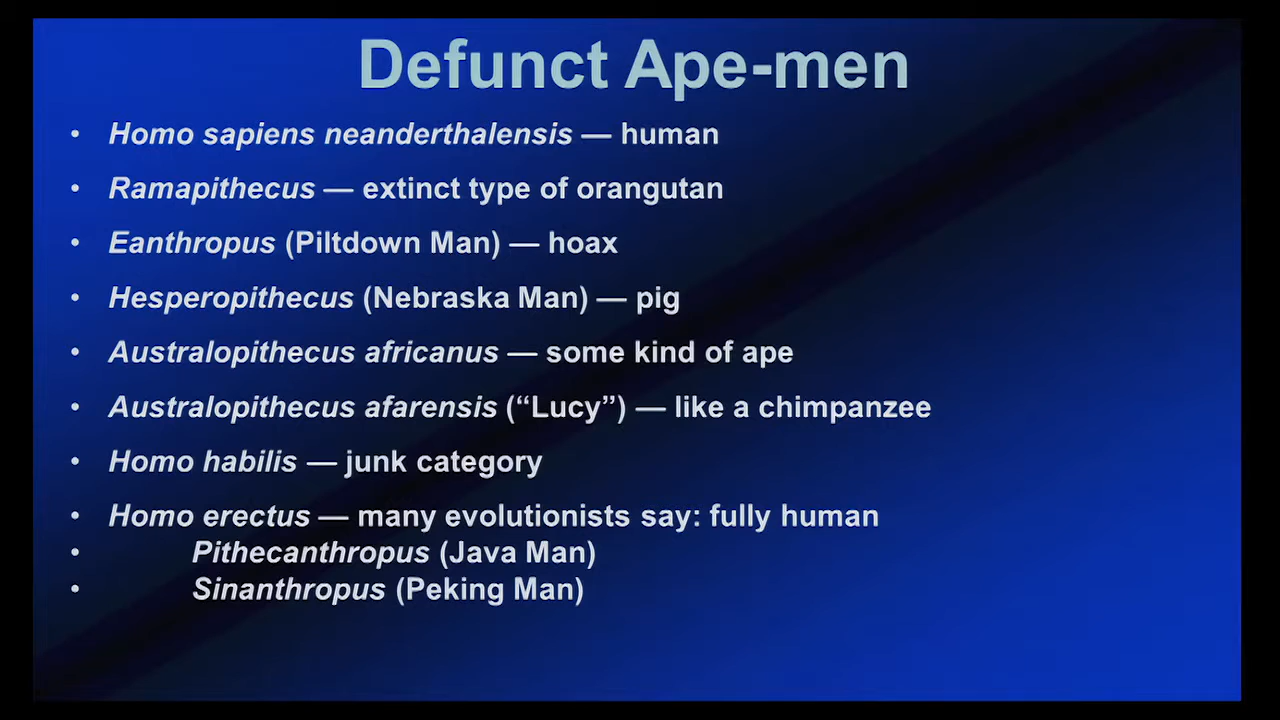 Defunct Ape-men
• Homo sapiens neanderthalensis — human
• Ramapithecus — extinct type of orangutan
• Eanthropus (Piltdown Man) — hoax
• Hesperopithecus (Nebraska Man) — pig
• Australopithecus africanus — some kind of ape
• Australopithecus afarensis (“Lucy”) — like a chimpanzee
• Homo habilis — junk category
• Homo erectus — many evolutionists say: fully human
• Pithecanthropus (Java Man)
• Sinanthropus (Peking Man)